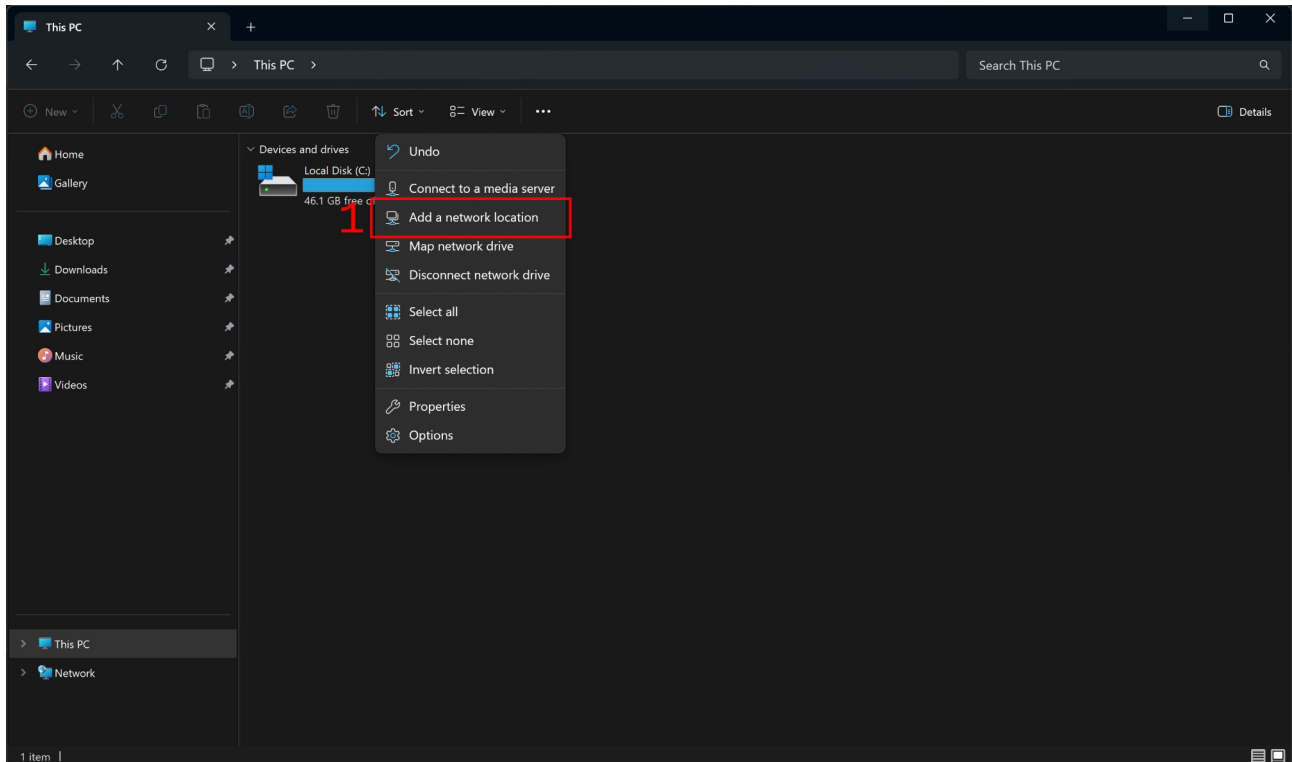 This PC
This PC
Search This PC
New
Sort
View
Details
Home
Gallery
Desktop
Downloads
Documents
Pictures
Music
Videos
This PC
Network
Devices and drives
Local Disk (C:)
46.1 GB free
1
Undo
Connect to a media server
Add a network location
Map network drive
Disconnect network drive
Select all
Select none
Invert selection
Properties
Options
1 item